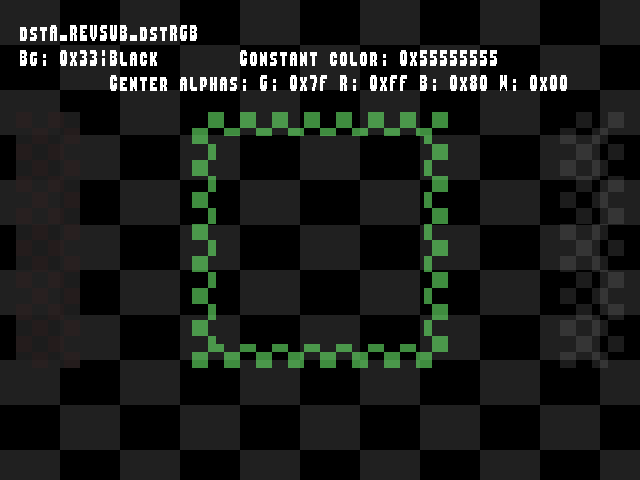 dstA_REVSUB_dstRGB
Bg: 0x33|Black Constant color: 0x55555555
Center alphas: G: 0x7f R: 0xff B: 0x80 W: 0x00